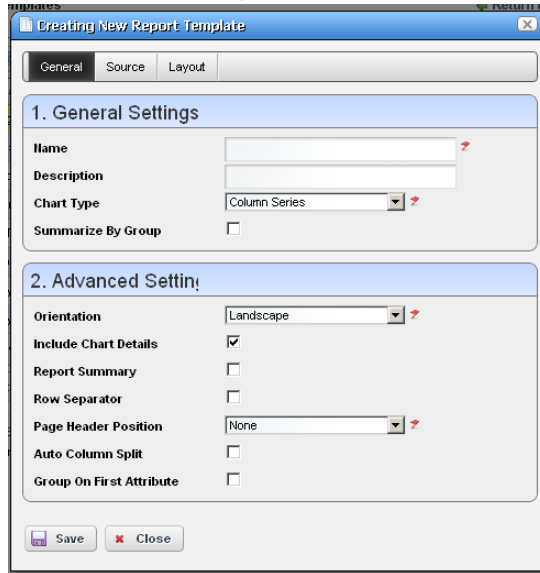 mplates
Return
Creating New Report Template
General Source Layout
1. General Settings
Name
Description
Chart Type Column Series
Summarize By Group
2. Advanced Settin
Orientation Landscape
Include Chart Details
Report Summary
Row Separator
Page Header Position None
Auto Column Split
Group On First Attribute
Save Close